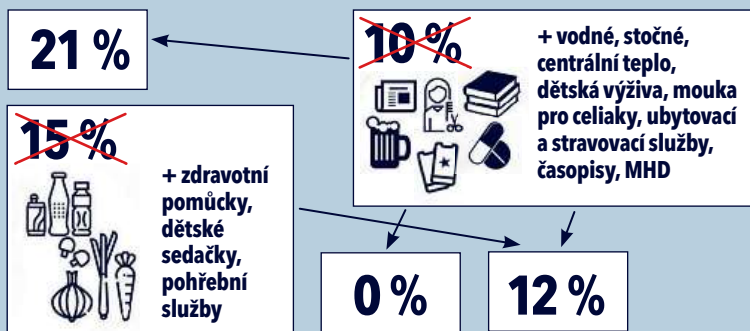 21 %
10 %
+ vodné, stočné,
centrální teplo,
dětská výživa, mouka
pro celiaky, ubytovací
a stravovací služby,
časopisy, MHD
15 %
+ zdravotní
pomůcky,
dětské
sedačky,
pohřební
služby
0 %
12 %